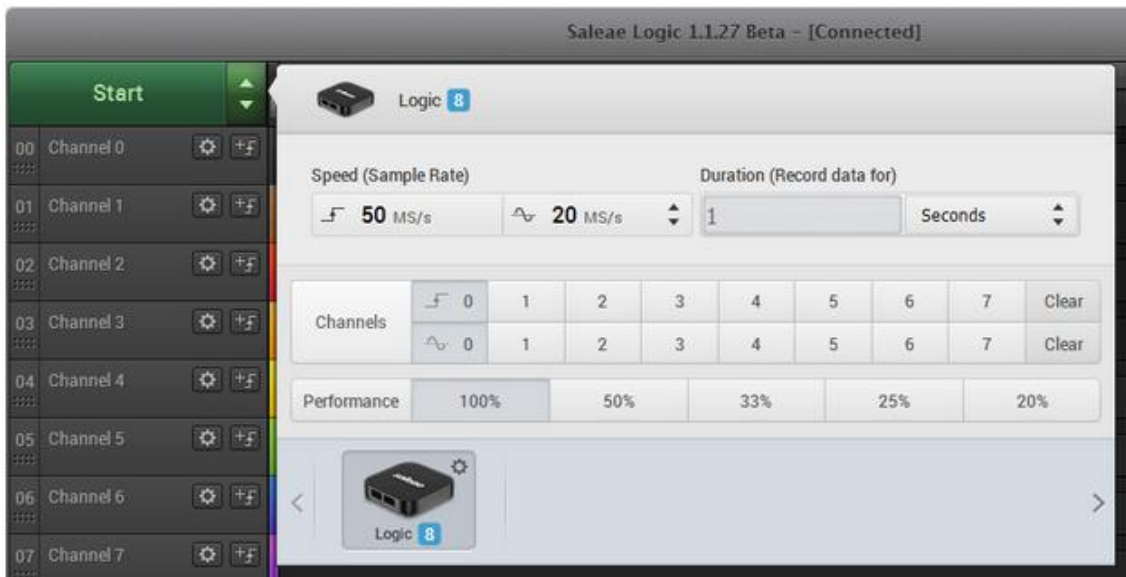 Saleae Logic 1.1.27 Beta - [Connected]
Start
Logic 8
00 Channel 0
Speed (Sample Rate)
Duration (Record data for)
01 Channel 1
50 MS/s
20 MS/s
1
Seconds
02 Channel 2
Channels
0 1 2 3 4 5 6 7 Clear
03 Channel 3
0 1 2 3 4 5 6 7 Clear
04 Channel 4
Performance 100% 50% 33% 25% 20%
05 Channel 5
saleae
06 Channel 6
Logic 8
07 Channel 7